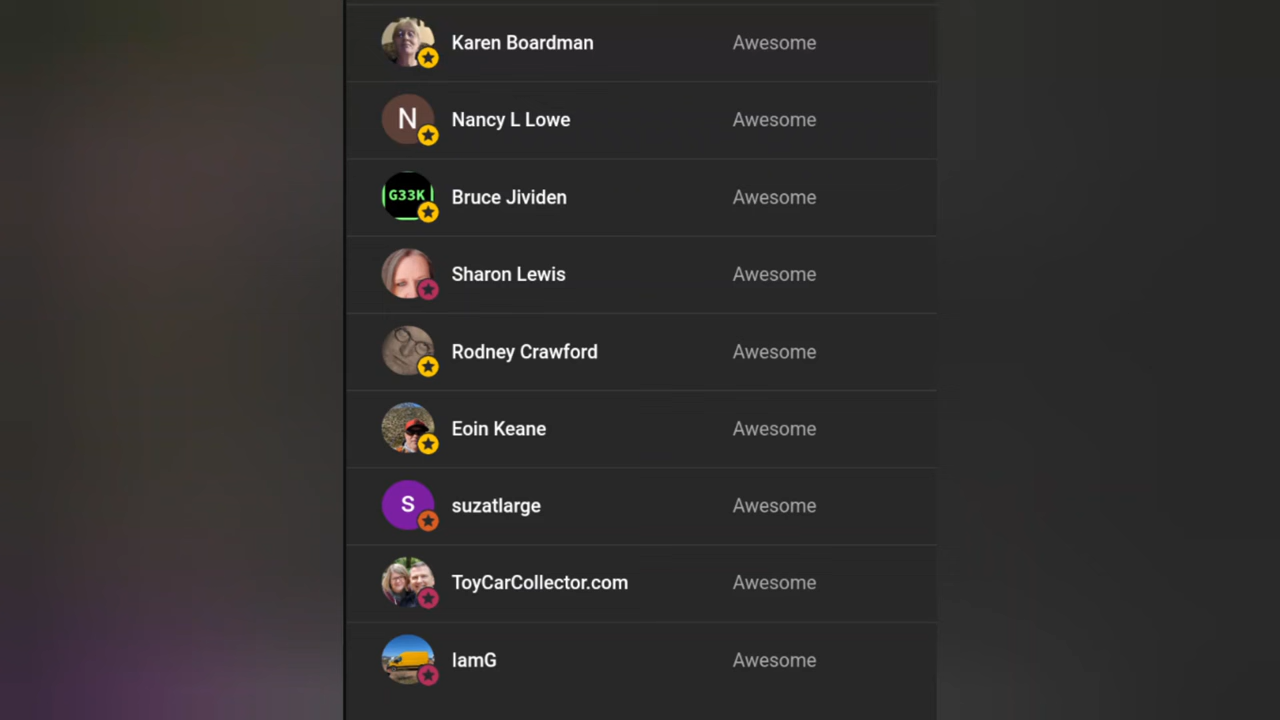 Karen Boardman Awesome
N Nancy L Lowe Awesome
G33K Bruce Jividen Awesome
Sharon Lewis Awesome
Rodney Crawford Awesome
Eoin Keane Awesome
S suzatlarge Awesome
ToyCarCollector.com Awesome
IamG Awesome